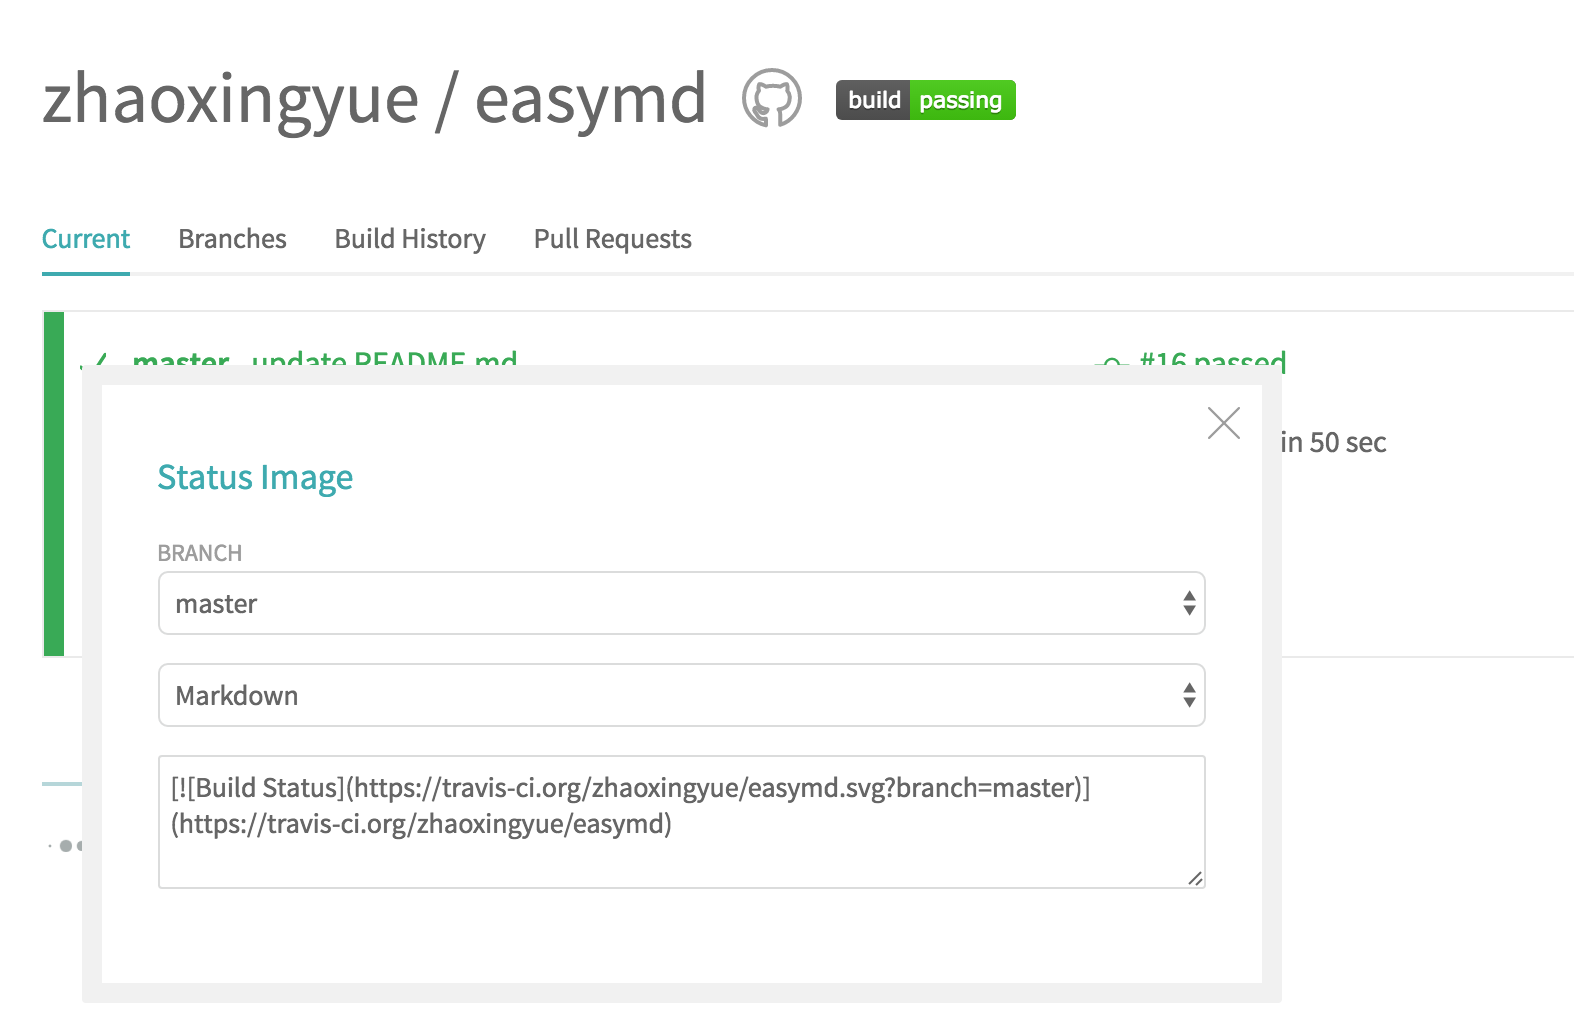 zhaoxingyue / easymd
build passing
Current Branches Build History Pull Requests
master update README.md #16 passed
in 50 sec
Status Image
BRANCH
master
Markdown
[![Build Status](https://travis-ci.org/zhaoxingyue/easymd.svg?branch=master)]
(https://travis-ci.org/zhaoxingyue/easymd)